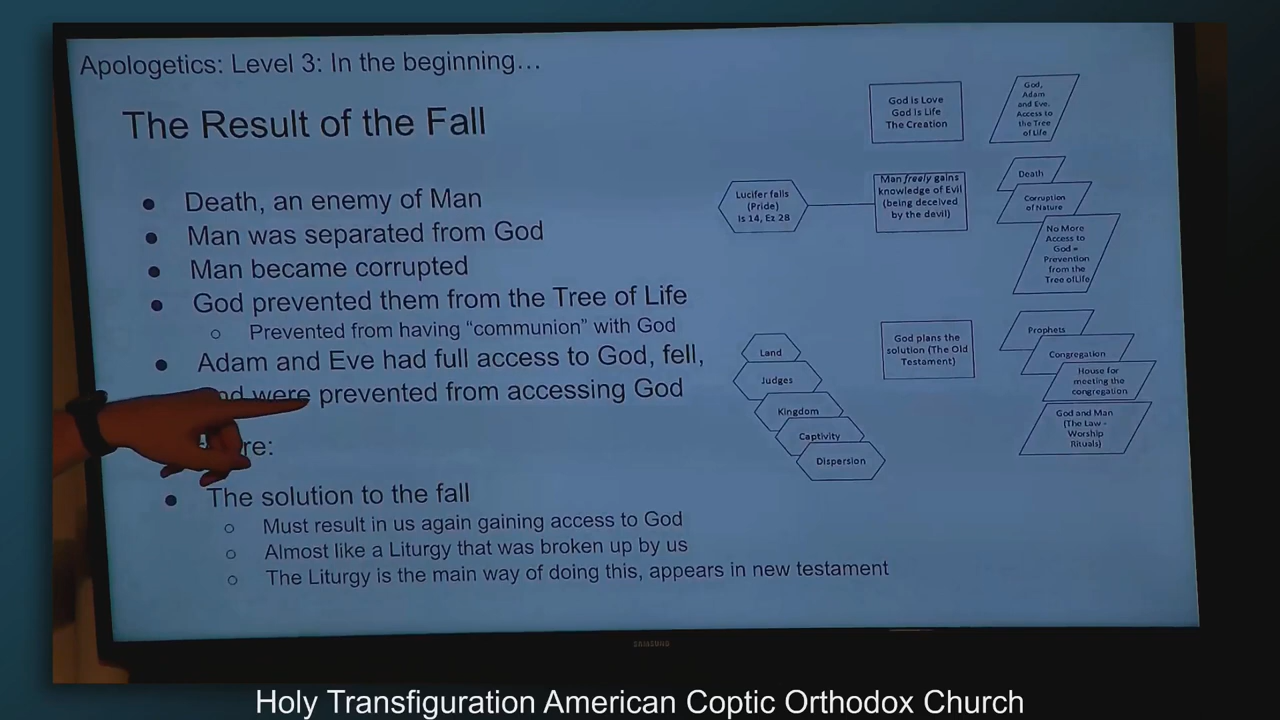 Apologetics: Level 3: In the beginning…
The Result of the Fall
Death, an enemy of Man
Man was separated from God
Man became corrupted
God prevented them from the Tree of Life
Prevented from having “communion” with God
Adam and Eve had full access to God, fell,
were prevented from accessing God
The solution to the fall
Must result in us again gaining access to God
Almost like a Liturgy that was broken up by us
The Liturgy is the main way of doing this, appears in new testament
God is Love
God is Life
The Creation
God,
Adam
and Eve.
Access to
the Tree
of Life
Lucifer falls
(Pride)
Is 14, Ez 28
Man freely gains
knowledge of Evil
(being deceived
by the devil)
Death
Corruption
of Nature
No More
Access to
God =
Prevention
from the
Tree of Life
Land
Judges
Kingdom
Captivity
Dispersion
God plans the
solution (The Old
Testament)
Prophets
Congregation
House for
meeting the
congregation
God and Man
(The Law -
Worship
Rituals)
SAMSUNG
Holy Transfiguration American Coptic Orthodox Church